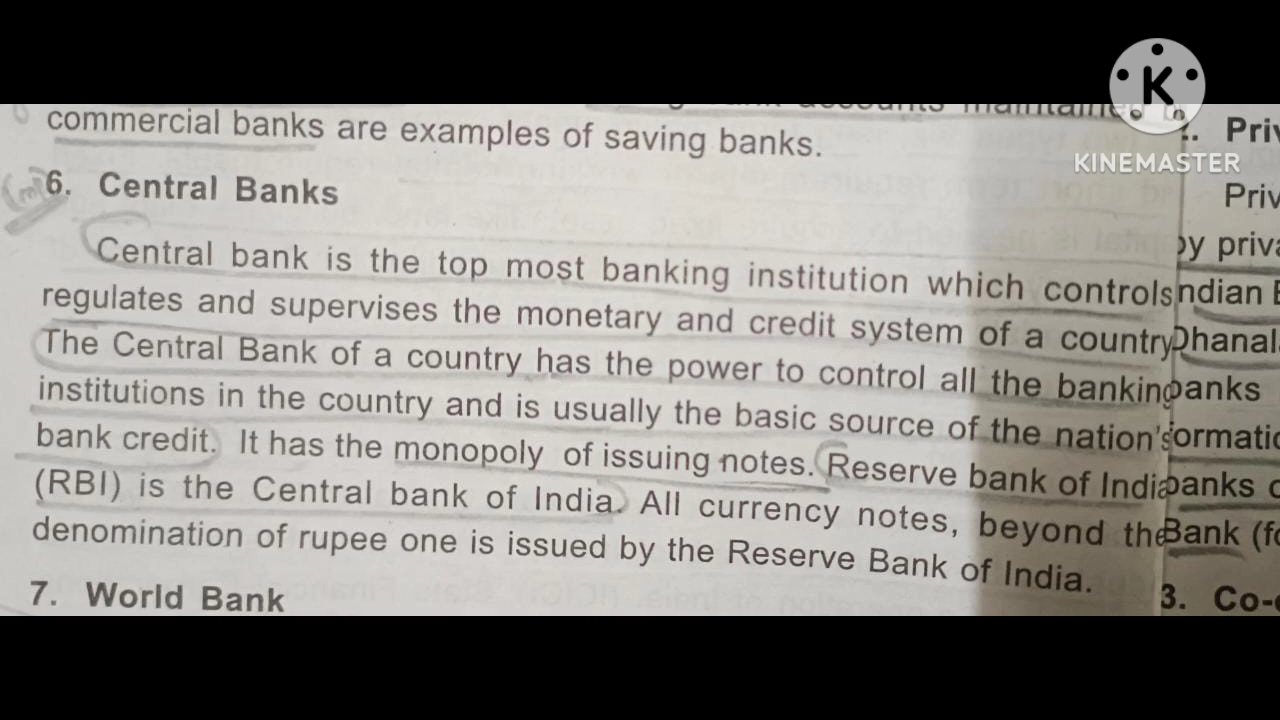 accounts maintained
commercial banks are examples of saving banks.
6. Central Banks
Central bank is the top most banking institution which controls
regulates and supervises the monetary and credit system of a country
The Central Bank of a country has the power to control all the banking
institutions in the country and is usually the basic source of the nation's
bank credit. It has the monopoly of issuing notes. Reserve bank of India
(RBI) is the Central bank of India. All currency notes, beyond the
denomination of rupee one is issued by the Reserve Bank of India.
7. World Bank
Priv
Priv
by priva
ndian
Dhanal
banks
formatic
banks
Bank (fo
3. Co-
K
KINEMASTER